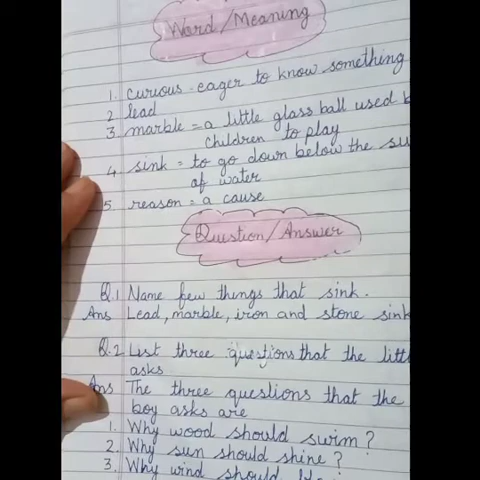 Word/Meaning
1. curious - eager to know something
2 lead
3. marble = a little glass ball used
children to play
4 sink = to go down below the
of water
5 reason = a cause
Question/Answer
Q.1 Name few things that sink.
Ans Lead, marble, iron and stone sink
Q.2 List three questions that the
asks
Ans The three questions that the
boy asks are
1. Why wood should swim?
2. Why sun should shine?
3. Why wind should